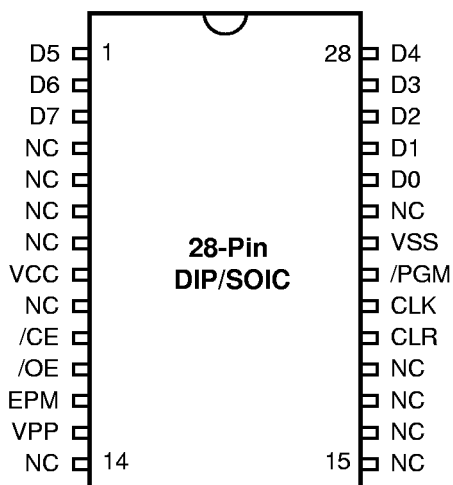 D5 1 28 D4
D6 D3
D7 D2
NC D1
NC D0
NC NC
NC VSS
28-Pin
DIP/SOIC
VCC /PGM
NC CLK
/CE CLR
/OE NC
EPM NC
VPP NC
NC 14 15 NC